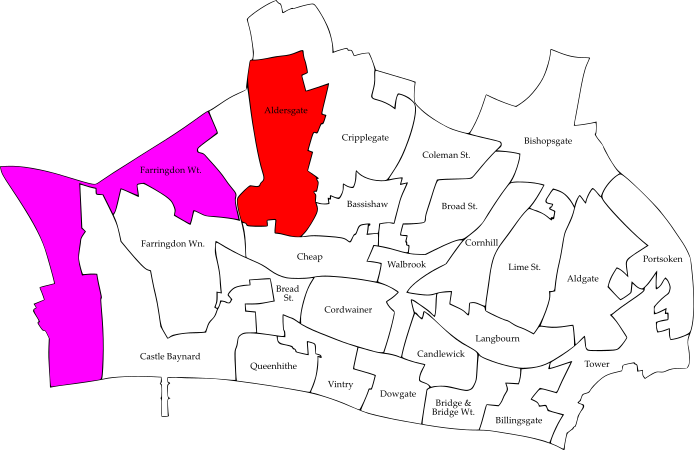 Aldersgate
Cripplegate
Bishopsgate
Coleman St.
Farringdon Wt.
Bassishaw
Broad St.
Farringdon Wn.
Cornhill
Cheap
Walbrook
Lime St.
Aldgate
Portsoken
Bread
St.
Cordwainer
Langbourn
Castle Baynard
Candlewick
Queenhithe
Tower
Vintry
Dowgate
Bridge &
Bridge Wt.
Billingsgate